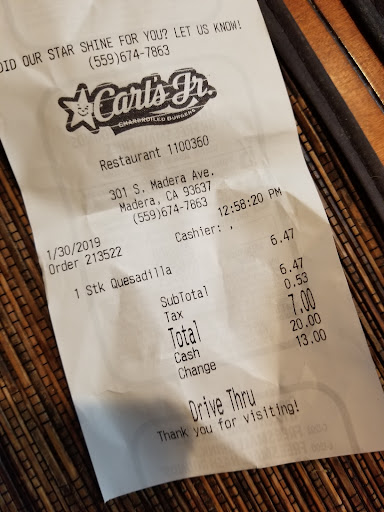 DID OUR STAR SHINE FOR YOU? LET US KNOW!
(559)674-7863
Carl's Jr.
CHARBROILED BURGERS
Restaurant 1100360
301 S. Madera Ave.
Madera, CA 93637
(559)674-7863
1/30/2019 12:58:20 PM
Order 213522 Cashier: ,
1 Stk Quesadilla 6.47
SubTotal 6.47
Tax 0.53
Total 7.00
Cash 20.00
Change 13.00
Drive Thru
Thank you for visiting!